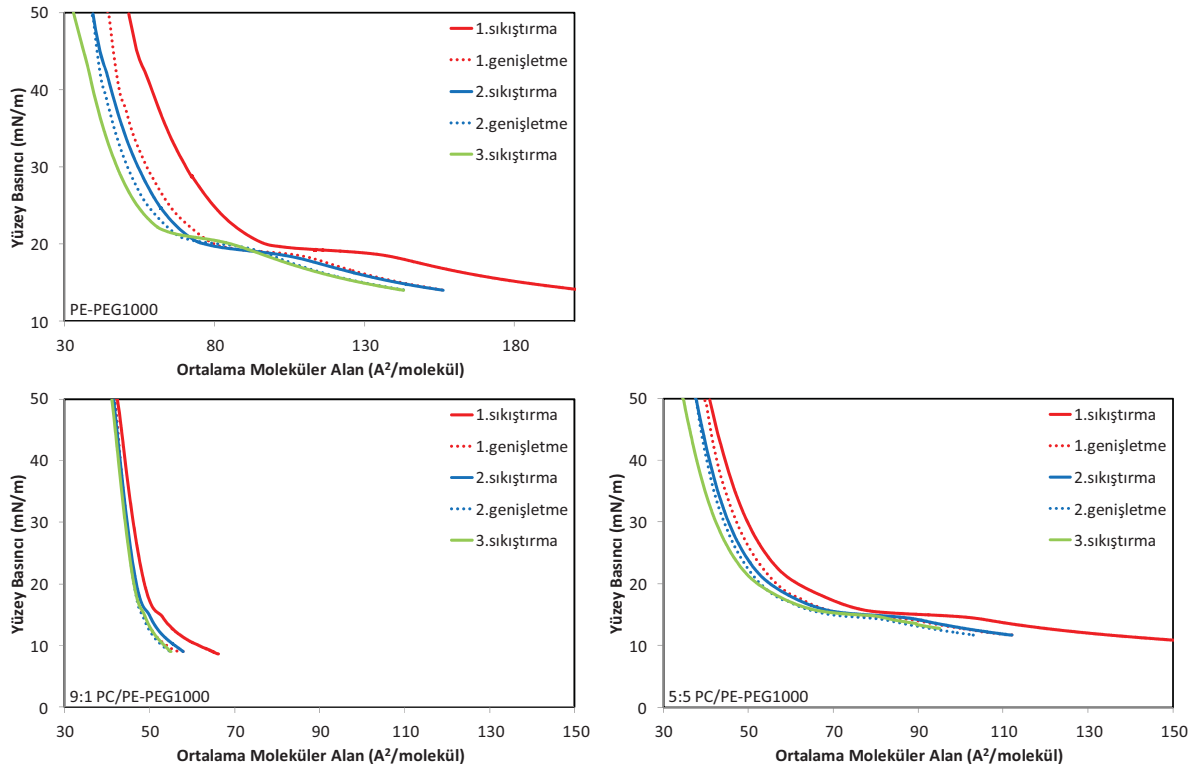 50
40
30
20
10
Yüzey Basıncı (mN/m)
1.sıkıştırma
1.genişletme
2.sıkıştırma
2.genişletme
3.sıkıştırma
PE-PEG1000
30 80 130 180
Ortalama Moleküler Alan (A²/molekül)
50
40
30
20
10
0
Yüzey Basıncı (mN/m)
1.sıkıştırma
1.genişletme
2.sıkıştırma
2.genişletme
3.sıkıştırma
9:1 PC/PE-PEG1000
30 50 70 90 110 130 150
Ortalama Moleküler Alan (A²/molekül)
50
40
30
20
10
0
Yüzey Basıncı (mN/m)
1.sıkıştırma
1.genişletme
2.sıkıştırma
2.genişletme
3.sıkıştırma
5:5 PC/PE-PEG1000
30 50 70 90 110 130 150
Ortalama Moleküler Alan (A²/molekül)